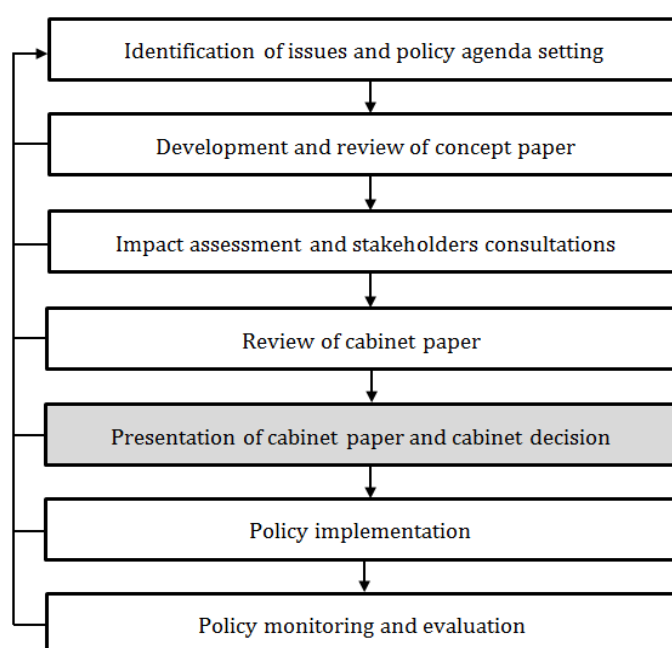 Identification of issues and policy agenda setting
Development and review of concept paper
Impact assessment and stakeholders consultations
Review of cabinet paper
Presentation of cabinet paper and cabinet decision
Policy implementation
Policy monitoring and evaluation